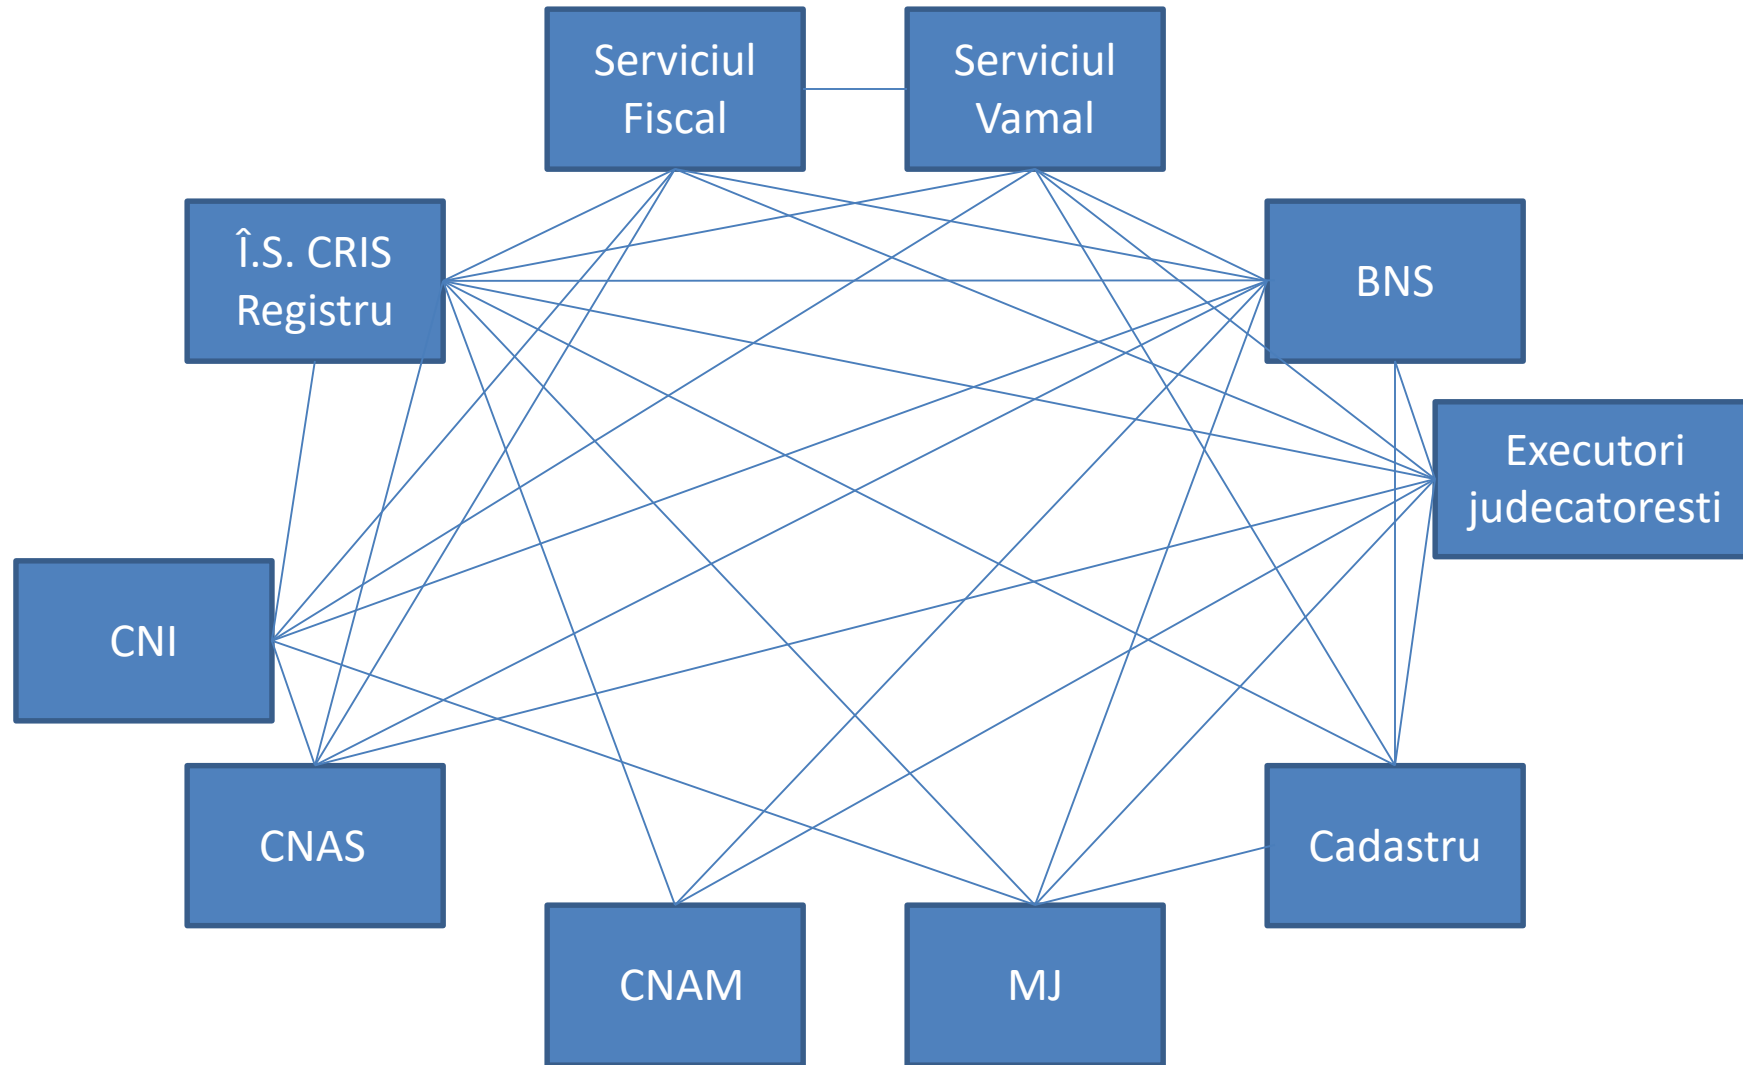 Serviciul
Fiscal
Serviciul
Vamal
Î.S. CRIS
Registru
BNS
Executori
judecatoresti
CNI
CNAS
Cadastru
CNAM
MJ